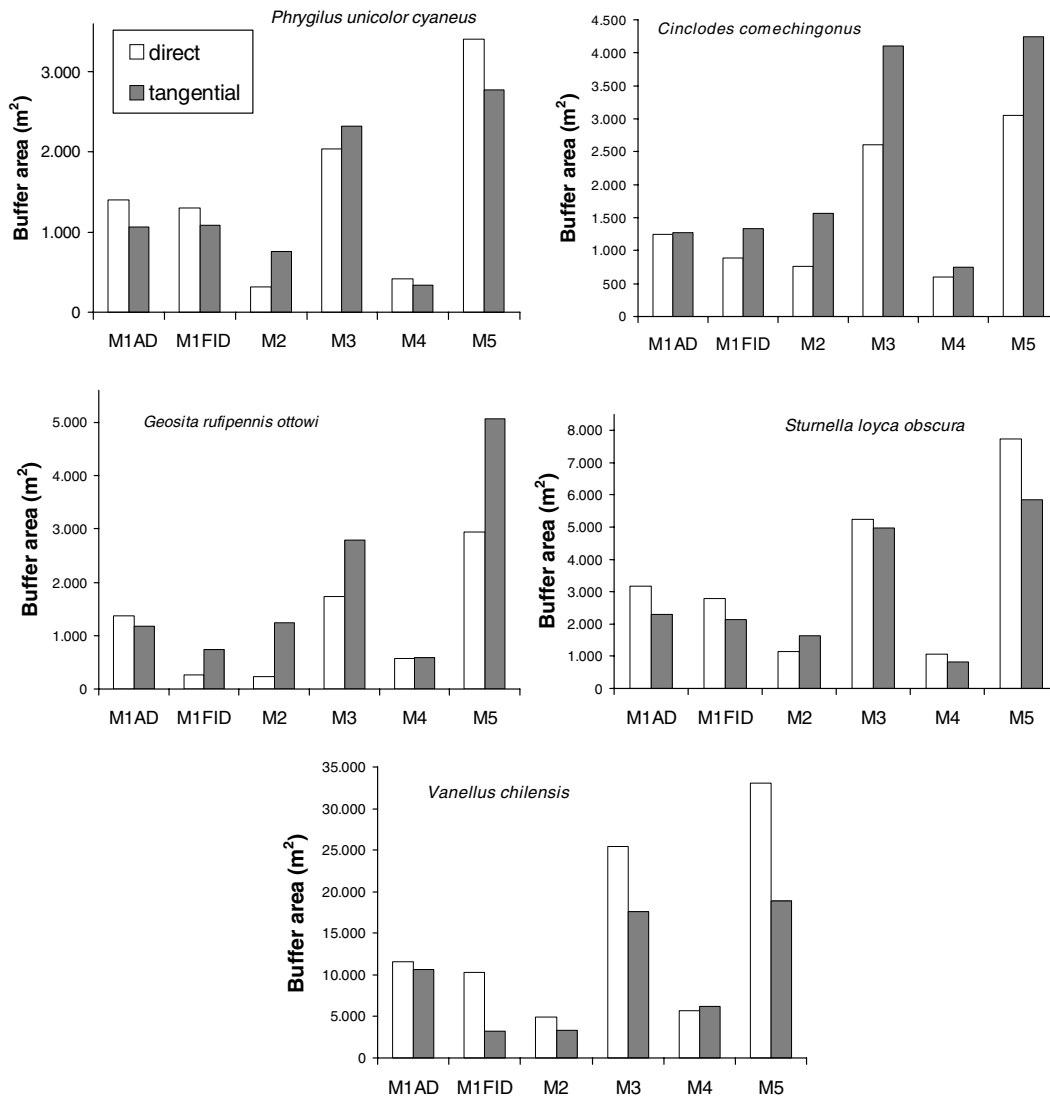 Phrygilus unicolor cyaneus
direct
tangential
Buffer area (m²)
3.000
2.000
1.000
0
M1AD M1FID M2 M3 M4 M5
Cinclodes comechingonus
Buffer area (m²)
4.500
4.000
3.500
3.000
2.500
2.000
1.500
1.000
500
0
M1AD M1FID M2 M3 M4 M5
Geosita rufipennis ottowi
Buffer area (m²)
5.000
4.000
3.000
2.000
1.000
0
M1AD M1FID M2 M3 M4 M5
Sturnella loyca obscura
Buffer area (m²)
8.000
7.000
6.000
5.000
4.000
3.000
2.000
1.000
0
M1AD M1FID M2 M3 M4 M5
Vanellus chilensis
Buffer area (m²)
35.000
30.000
25.000
20.000
15.000
10.000
5.000
0
M1AD M1FID M2 M3 M4 M5